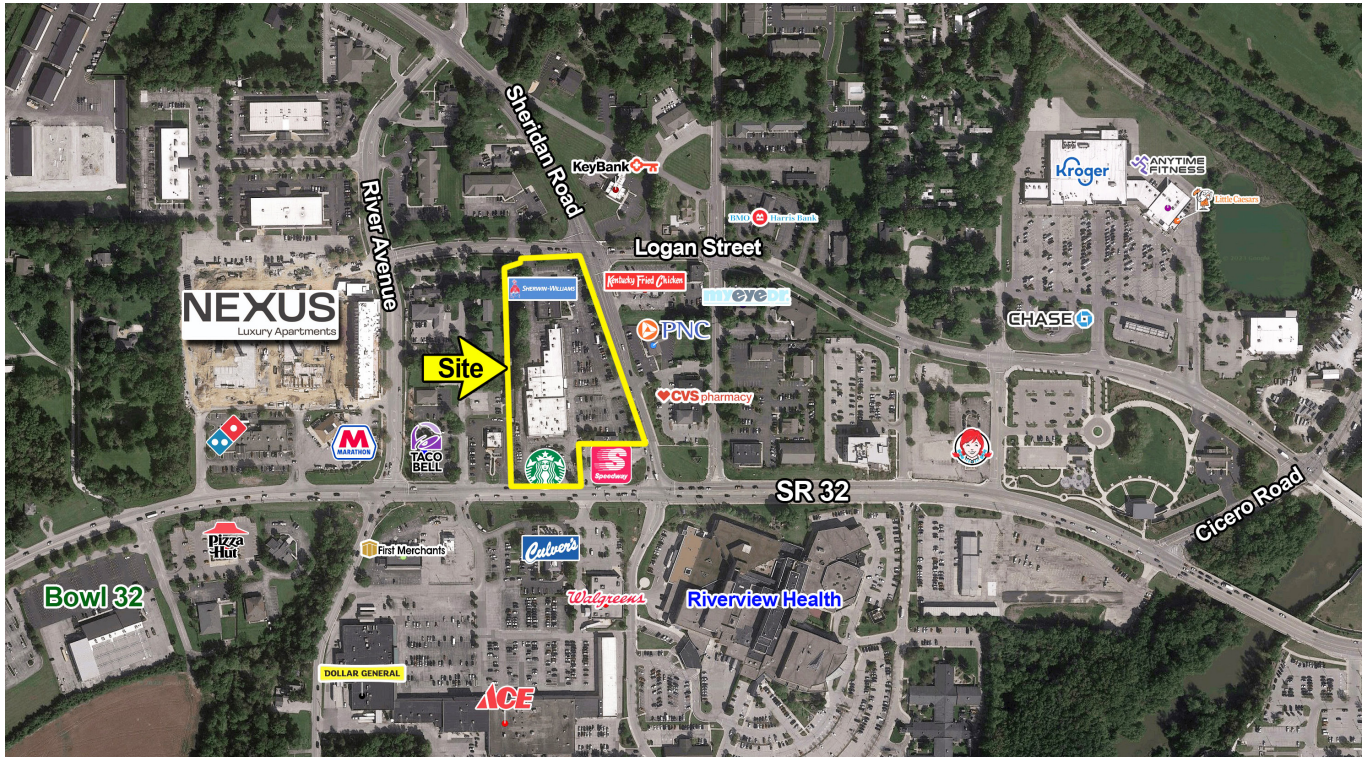 Sheridan Road
KeyBank
kroger
ANYTIME
FITNESS
Little Caesars
River Avenue
BMO Harris Bank
Logan Street
SHERWIN-WILLIAMS
Kentucky Fried Chicken
myeyeDR.
NEXUS
Luxury Apartments
PNC
CHASE
Site
CVS pharmacy
M
MARATHON
TACO
BELL
S
Speedway
SR 32
Cicero Road
Pizza
Hut
First Merchants
Culver's
Bowl 32
Walgreens
Riverview Health
DOLLAR GENERAL
ACE